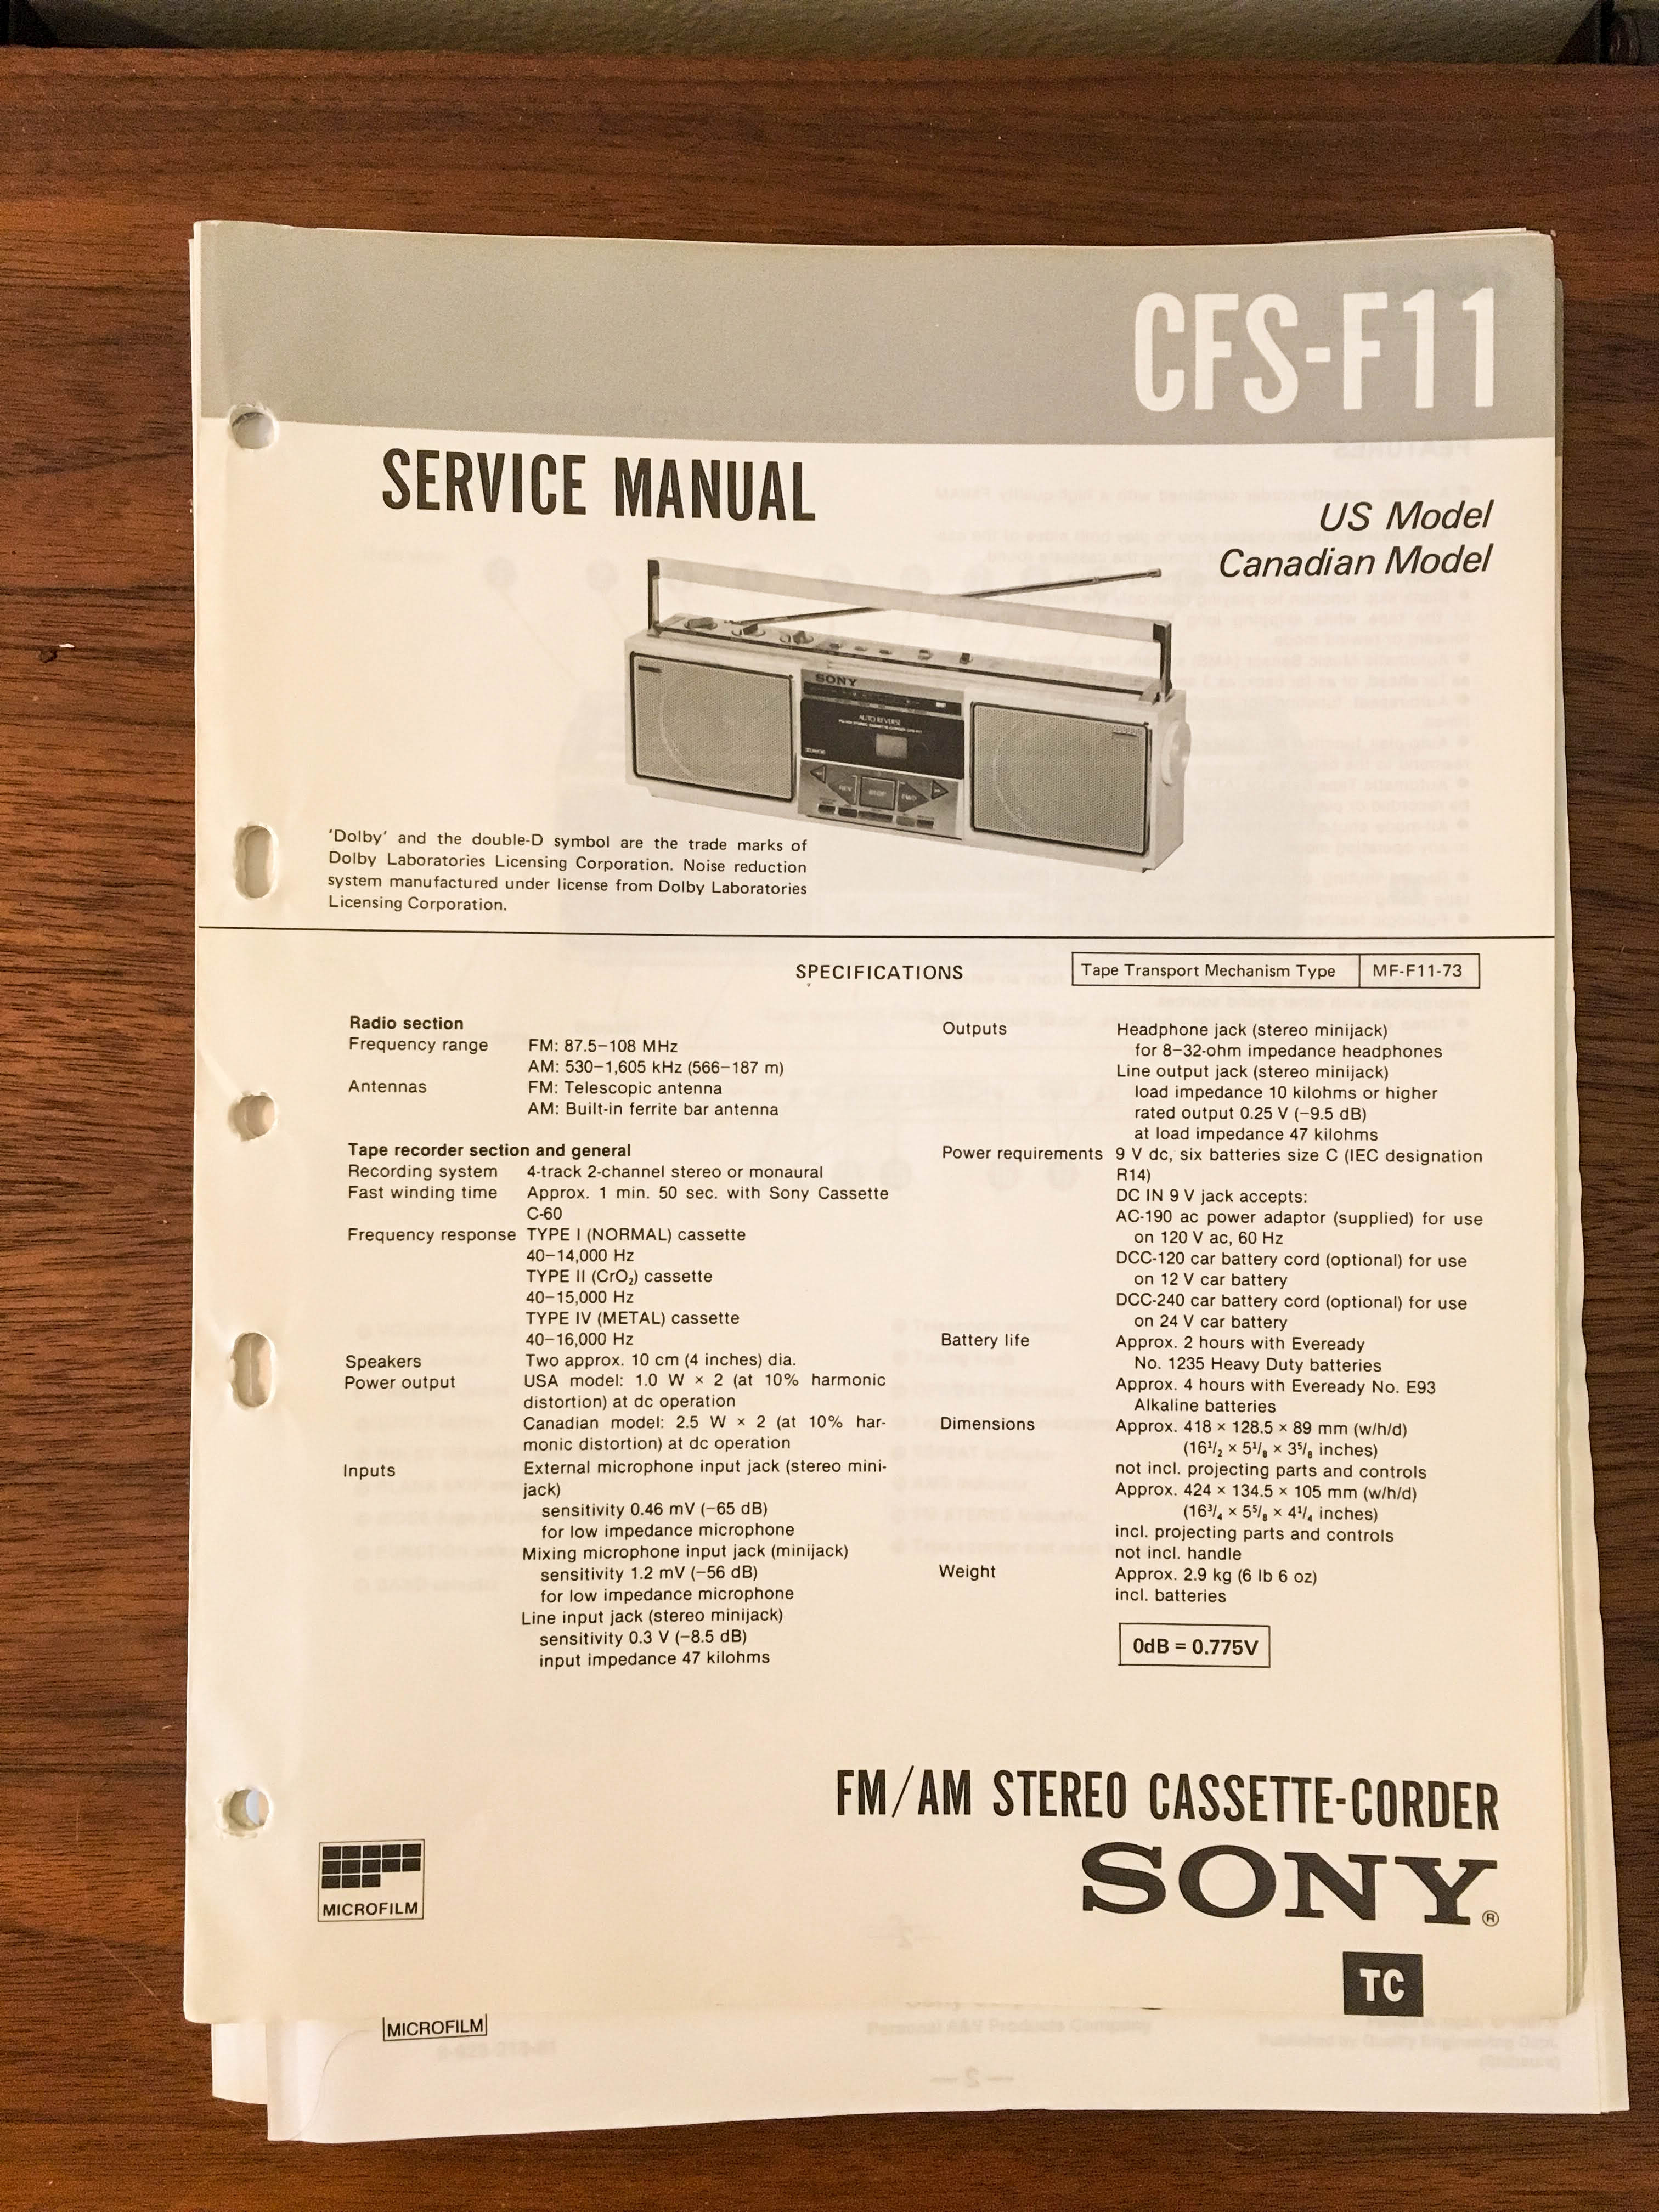 CFS-F11
SERVICE MANUAL
US Model
Canadian Model
SONY
AUTO REVERSE
REV STOP FWD
'Dolby' and the double-D symbol are the trade marks of
Dolby Laboratories Licensing Corporation. Noise reduction
system manufactured under license from Dolby Laboratories
Licensing Corporation.
SPECIFICATIONS
Tape Transport Mechanism Type MF-F11-73
Radio section
Frequency range FM: 87.5–108 MHz
AM: 530–1,605 kHz (566–187 m)
Antennas FM: Telescopic antenna
AM: Built-in ferrite bar antenna
Tape recorder section and general
Recording system 4-track 2-channel stereo or monaural
Fast winding time Approx. 1 min. 50 sec. with Sony Cassette
C-60
Frequency response TYPE I (NORMAL) cassette
40–14,000 Hz
TYPE II (CrO₂) cassette
40–15,000 Hz
TYPE IV (METAL) cassette
40–16,000 Hz
Speakers Two approx. 10 cm (4 inches) dia.
Power output USA model: 1.0 W × 2 (at 10% harmonic
distortion) at dc operation
Canadian model: 2.5 W × 2 (at 10% har-
monic distortion) at dc operation
Inputs External microphone input jack (stereo mini-
jack)
sensitivity 0.46 mV (−65 dB)
for low impedance microphone
Mixing microphone input jack (minijack)
sensitivity 1.2 mV (−56 dB)
for low impedance microphone
Line input jack (stereo minijack)
sensitivity 0.3 V (−8.5 dB)
input impedance 47 kilohms
Outputs Headphone jack (stereo minijack)
for 8–32-ohm impedance headphones
Line output jack (stereo minijack)
load impedance 10 kilohms or higher
rated output 0.25 V (−9.5 dB)
at load impedance 47 kilohms
Power requirements 9 V dc, six batteries size C (IEC designation
R14)
DC IN 9 V jack accepts:
AC-190 ac power adaptor (supplied) for use
on 120 V ac, 60 Hz
DCC-120 car battery cord (optional) for use
on 12 V car battery
DCC-240 car battery cord (optional) for use
on 24 V car battery
Battery life Approx. 2 hours with Eveready
No. 1235 Heavy Duty batteries
Approx. 4 hours with Eveready No. E93
Alkaline batteries
Dimensions Approx. 418 × 128.5 × 89 mm (w/h/d)
(16¹/₂ × 5¹/₈ × 3⁵/₈ inches)
not incl. projecting parts and controls
Approx. 424 × 134.5 × 105 mm (w/h/d)
(16³/₄ × 5⁵/₈ × 4¹/₄ inches)
incl. projecting parts and controls
not incl. handle
Weight Approx. 2.9 kg (6 lb 6 oz)
incl. batteries
0dB = 0.775V
FM/AM STEREO CASSETTE-CORDER
SONY®
MICROFILM
TC
MICROFILM